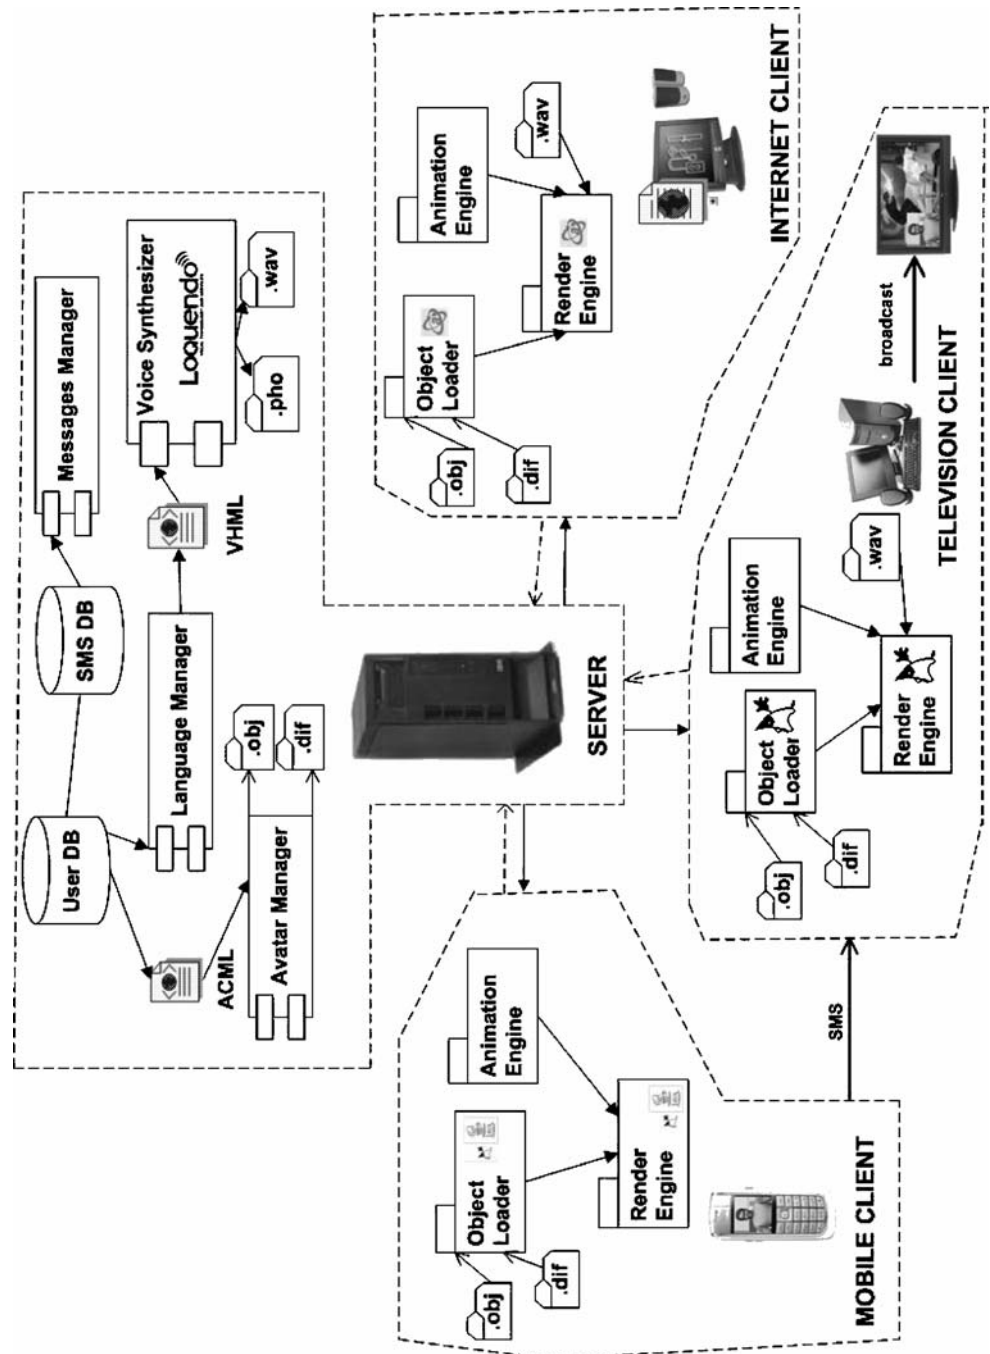 User DB
SMS DB
Messages Manager
ACML
Language Manager
VHML
Voice Synthesizer
Loquendo
.pho
.wav
Avatar Manager
.obj
.dif
SERVER
.obj
.dif
Object
Loader
Animation
Engine
Render
Engine
MOBILE CLIENT
SMS
.obj
.dif
Object
Loader
Animation
Engine
Render
Engine
.wav
TELEVISION CLIENT
broadcast
.obj
.dif
Object
Loader
Animation
Engine
Render
Engine
.wav
INTERNET CLIENT